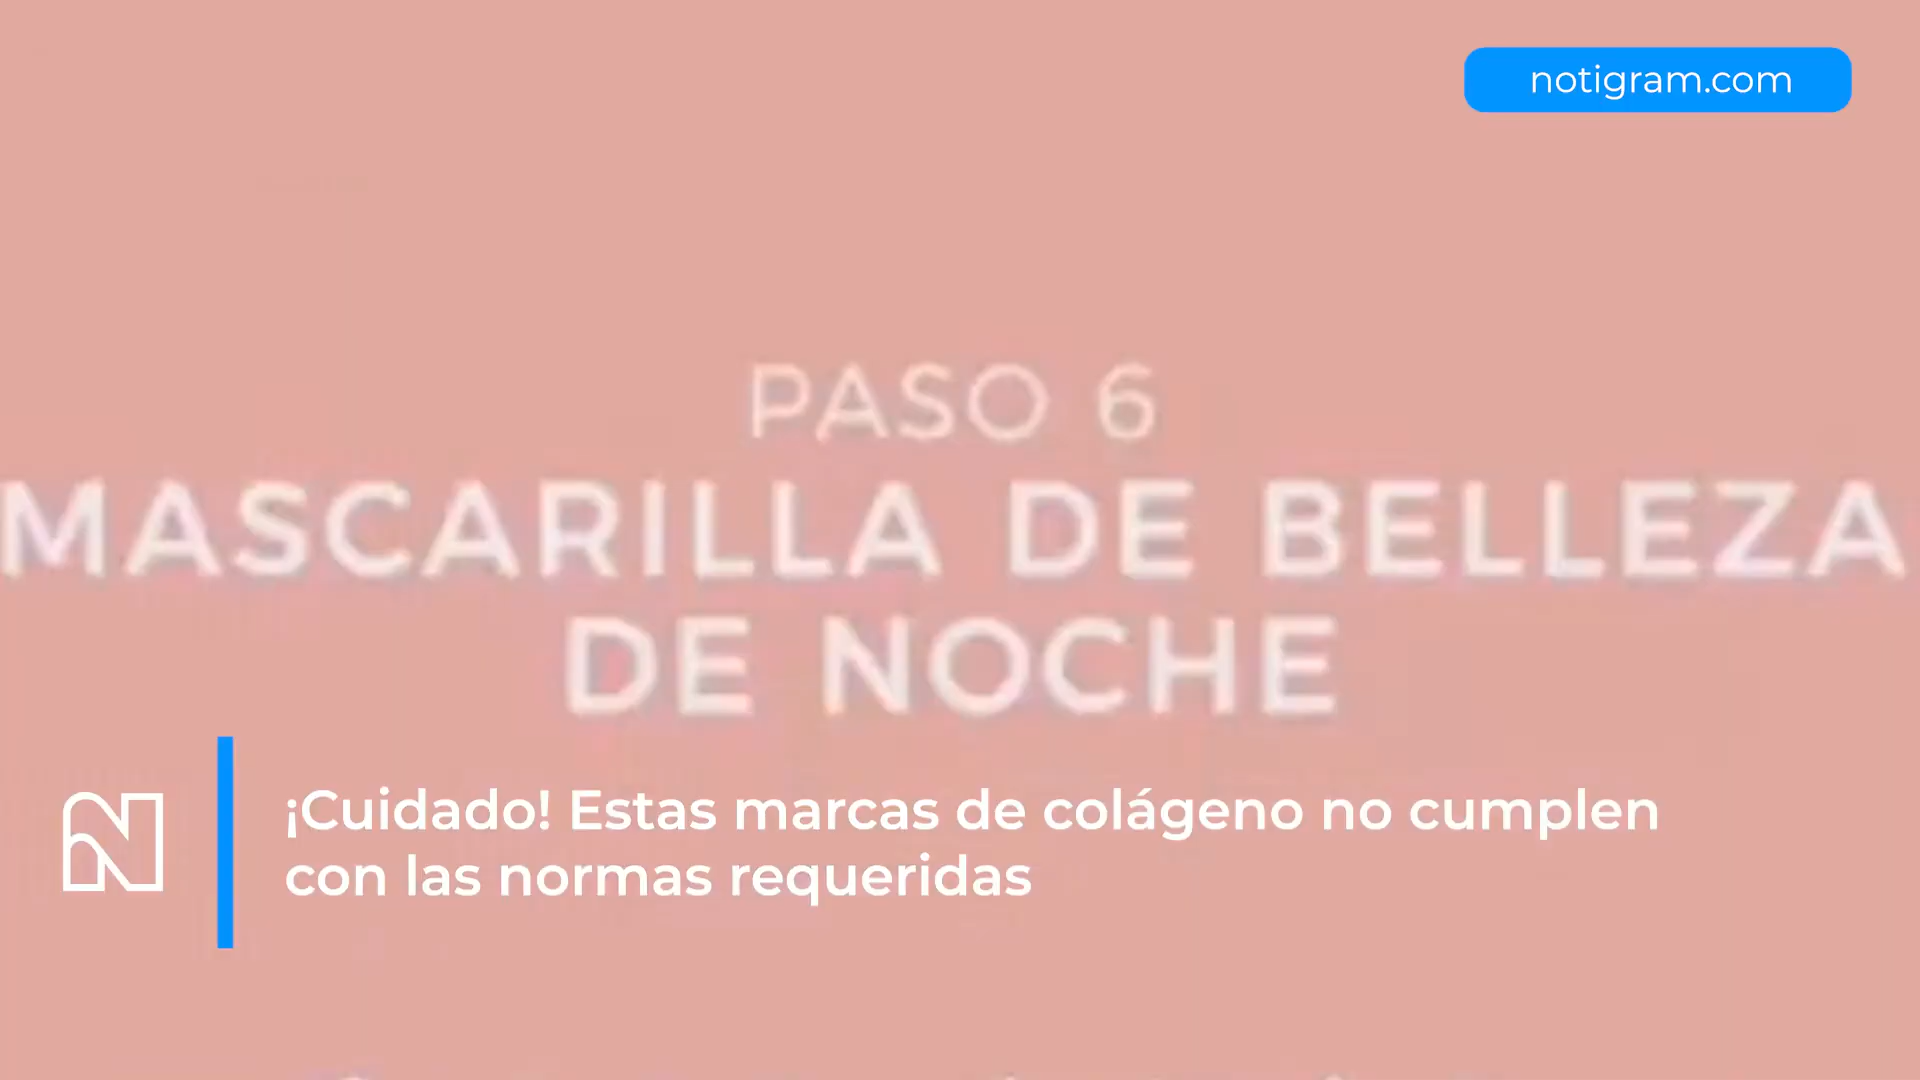 notigram.com
PASO 6
MASCARILLA DE BELLEZA
DE NOCHE
¡Cuidado! Estas marcas de colágeno no cumplen
con las normas requeridas